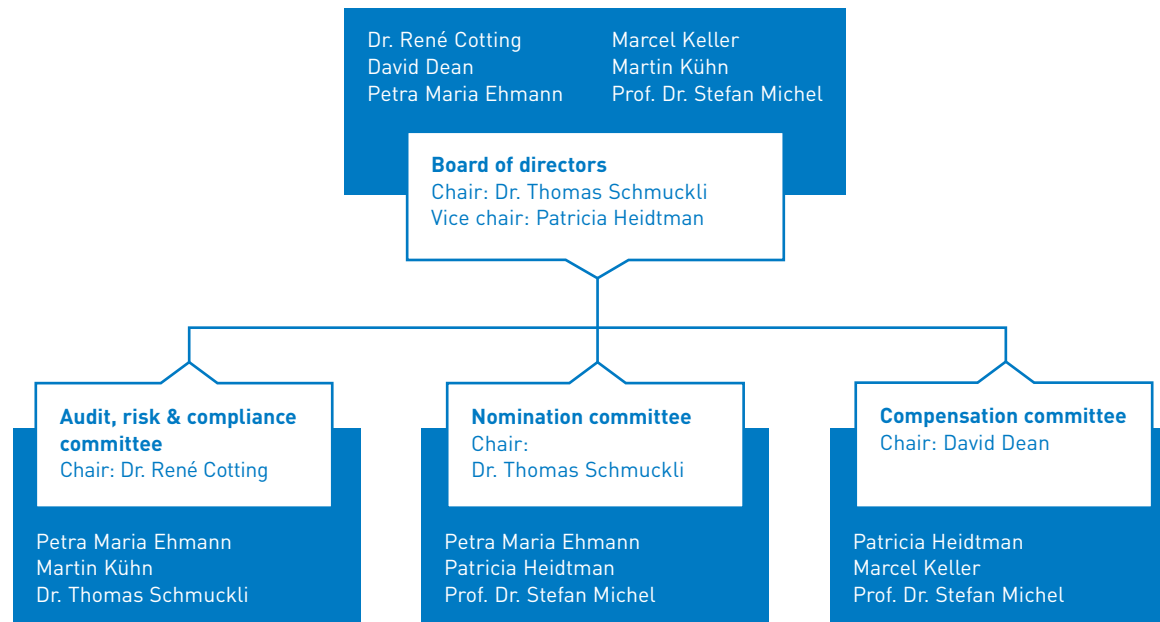 Dr. René Cotting
David Dean
Petra Maria Ehmann
Marcel Keller
Martin Kühn
Prof. Dr. Stefan Michel
Board of directors
Chair: Dr. Thomas Schmuckli
Vice chair: Patricia Heidtman
Audit, risk & compliance
committee
Chair: Dr. René Cotting
Petra Maria Ehmann
Martin Kühn
Dr. Thomas Schmuckli
Nomination committee
Chair:
Dr. Thomas Schmuckli
Petra Maria Ehmann
Patricia Heidtman
Prof. Dr. Stefan Michel
Compensation committee
Chair: David Dean
Patricia Heidtman
Marcel Keller
Prof. Dr. Stefan Michel